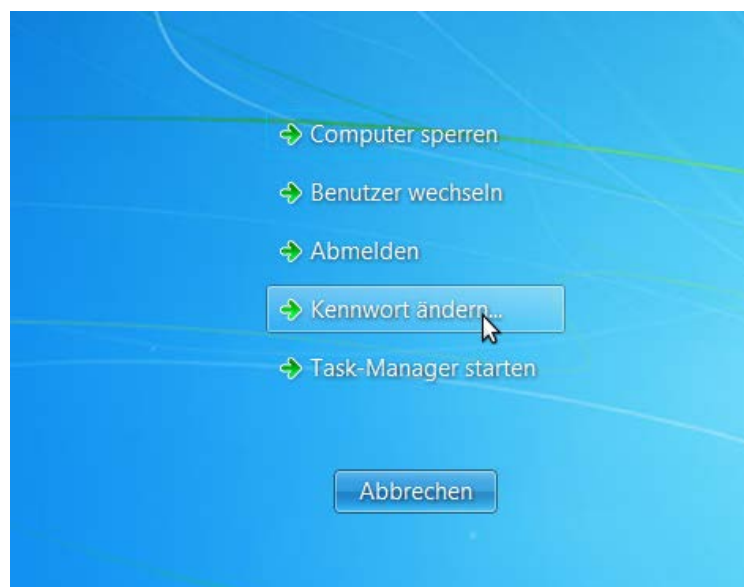 Computer sperren
Benutzer wechseln
Abmelden
Kennwort ändern...
Task-Manager starten
Abbrechen